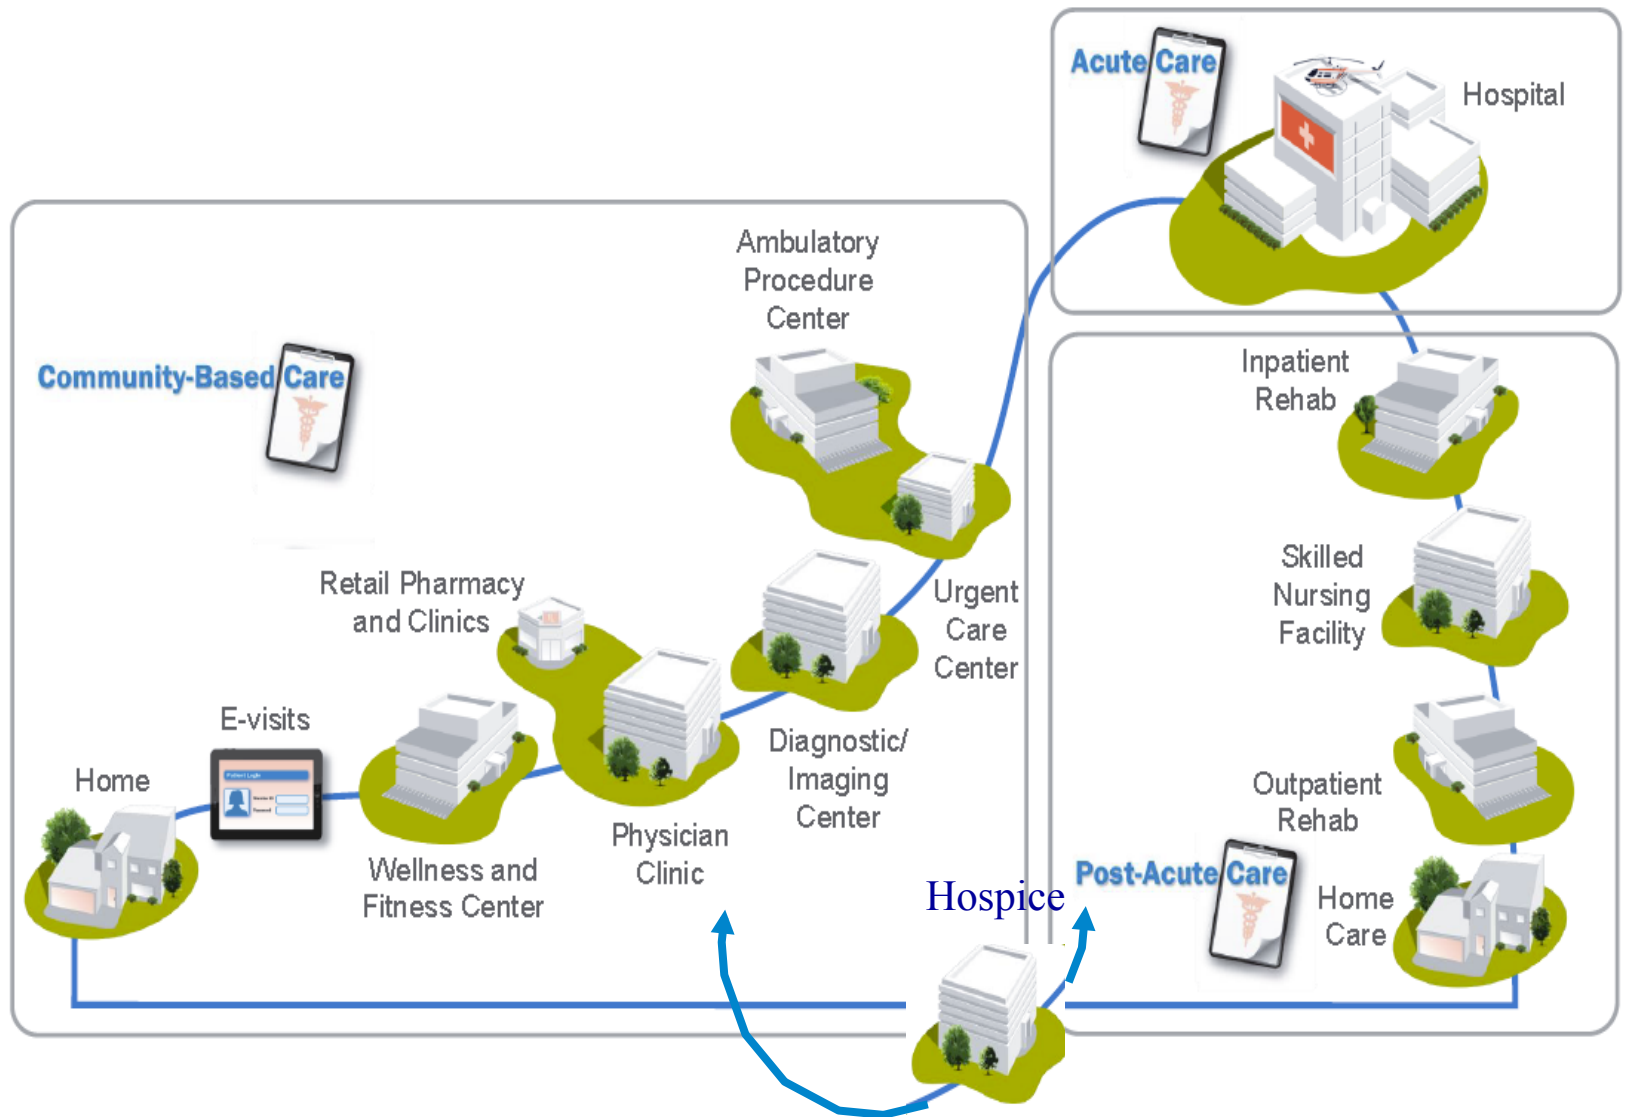 Acute Care
Hospital
Ambulatory
Procedure
Center
Community-Based Care
Inpatient
Rehab
Retail Pharmacy
and Clinics
Urgent
Care
Center
Skilled
Nursing
Facility
E-visits
Patient Login
Home
Diagnostic/
Imaging
Center
Physician
Clinic
Wellness and
Fitness Center
Outpatient
Rehab
Hospice
Post-Acute Care
Home
Care